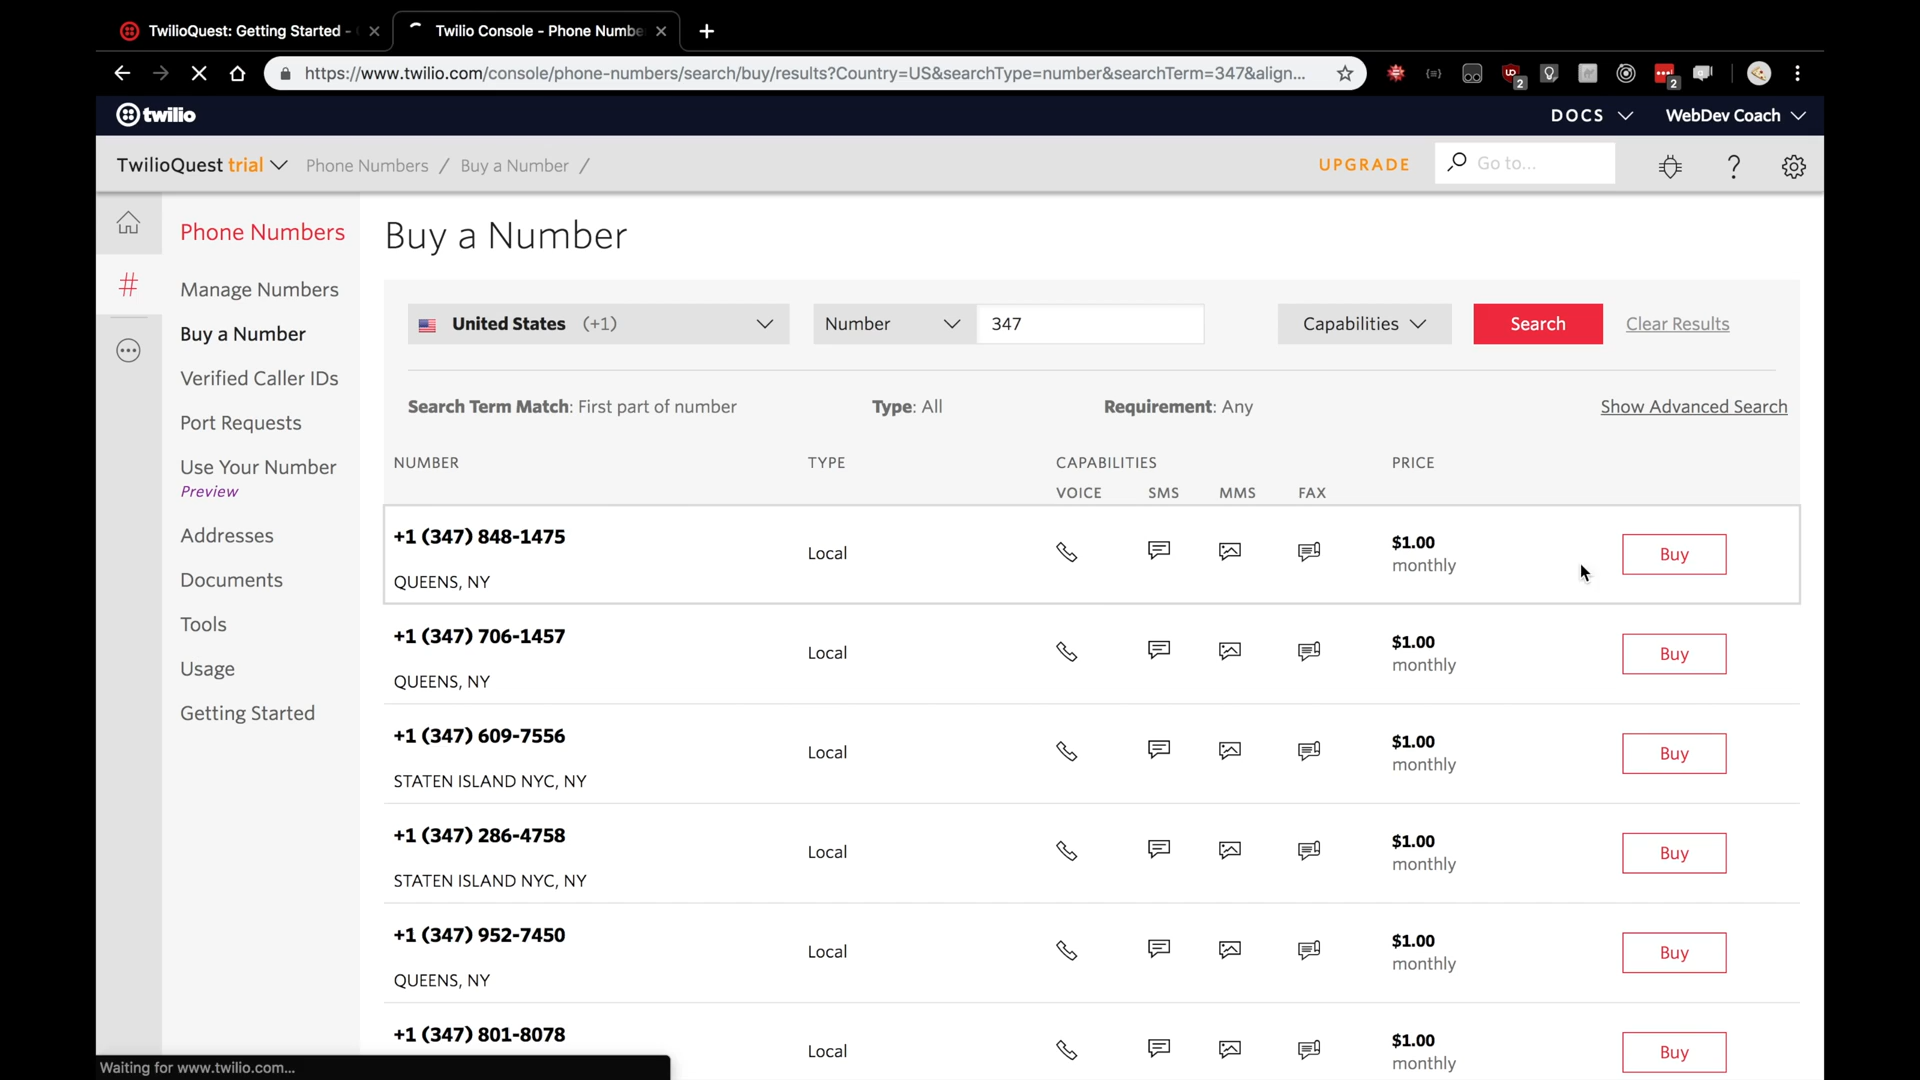 TwilioQuest: Getting Started -
Twilio Console - Phone Numbe
https://www.twilio.com/console/phone-numbers/search/buy/results?Country=US&searchType=number&searchTerm=347&align...
UD
2
2
twilio
DOCS
WebDev Coach
TwilioQuest trial
Phone Numbers / Buy a Number /
UPGRADE
Go to...
?
Phone Numbers
#
Manage Numbers
Buy a Number
Verified Caller IDs
Port Requests
Use Your Number
Preview
Addresses
Documents
Tools
Usage
Getting Started
Buy a Number
United States (+1)
Number
347
Capabilities
Search
Clear Results
Search Term Match: First part of number
Type: All
Requirement: Any
Show Advanced Search
NUMBER
TYPE
CAPABILITIES
PRICE
VOICE
SMS
MMS
FAX
+1 (347) 848-1475
QUEENS, NY
Local
$1.00
monthly
Buy
+1 (347) 706-1457
QUEENS, NY
Local
$1.00
monthly
Buy
+1 (347) 609-7556
STATEN ISLAND NYC, NY
Local
$1.00
monthly
Buy
+1 (347) 286-4758
STATEN ISLAND NYC, NY
Local
$1.00
monthly
Buy
+1 (347) 952-7450
QUEENS, NY
Local
$1.00
monthly
Buy
+1 (347) 801-8078
Local
$1.00
monthly
Buy
Waiting for www.twilio.com...